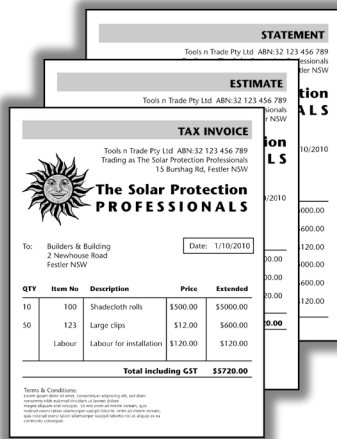 STATEMENT
Tools n Trade Pty Ltd ABN:32 123 456 789
ESTIMATE
Tools n Trade Pty Ltd ABN:32 123 456 789
TAX INVOICE
Tools n Trade Pty Ltd ABN:32 123 456 789
Trading as The Solar Protection Professionals
15 Burshag Rd, Festler NSW
The Solar Protection
PROFESSIONALS
To: Builders & Building
2 Newhouse Road
Festler NSW
Date: 1/10/2010
QTY Item No Description Price Extended
10 100 Shadecloth rolls $500.00 $5000.00
50 123 Large clips $12.00 $600.00
Labour Labour for installation $120.00 $120.00
Total including GST $5720.00
Terms & Conditions: